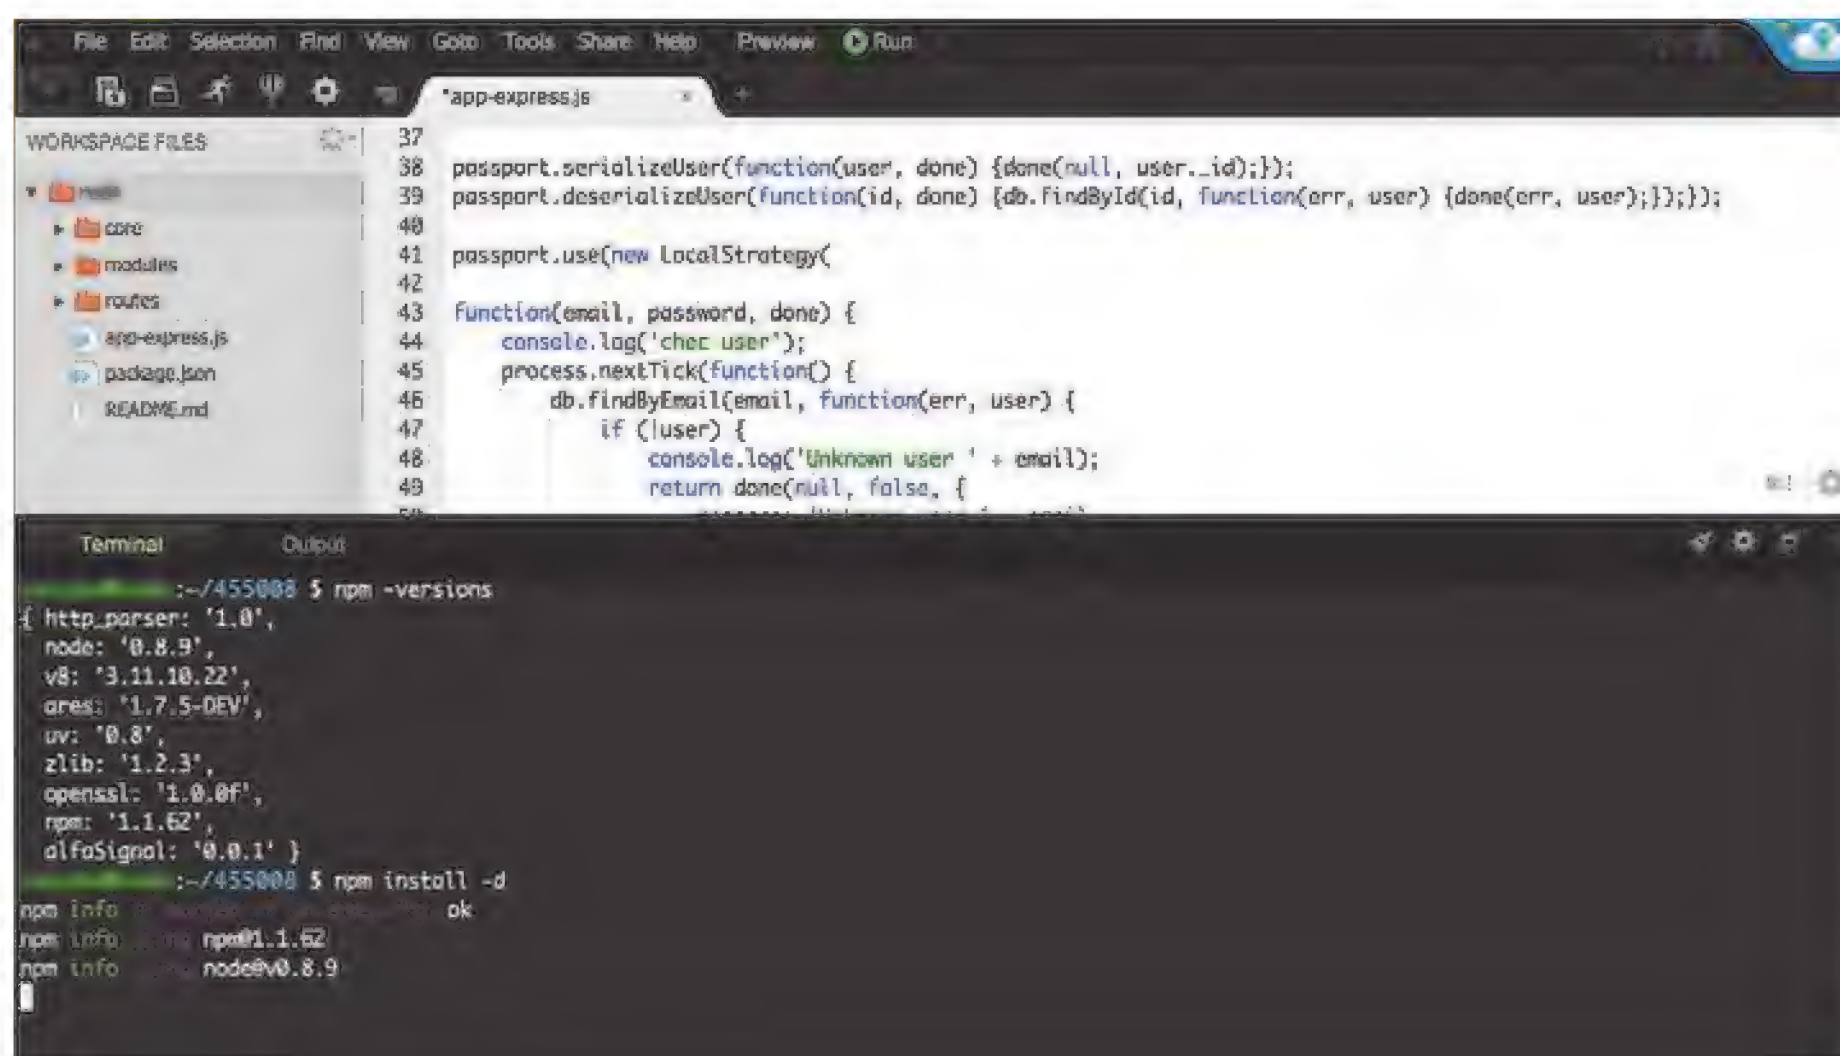 File Edit Selection Find View Goto Tools Share Help Preview Run
*app-express.js
WORKSPACE FILES
node
core
modules
routes
app-express.js
package.json
README.md
37
38 passport.serializeUser(function(user, done) {done(null, user._id);});
39 passport.deserializeUser(function(id, done) {db.findById(id, function(err, user) {done(err, user);});});
40
41 passport.use(new LocalStrategy(
42
43 function(email, password, done) {
44 console.log('chec user');
45 process.nextTick(function() {
46 db.findByEmail(email, function(err, user) {
47 if (!user) {
48 console.log('Unknown user ' + email);
49 return done(null, false, {
Terminal Output
:~/455008 $ npm -versions
{ http_parser: '1.0',
node: '0.8.9',
v8: '3.11.10.22',
ares: '1.7.5-DEV',
uv: '0.8',
zlib: '1.2.3',
openssl: '1.0.0f',
npm: '1.1.62',
alfaSignal: '0.0.1' }
:~/455008 $ npm install -d
npm info ok
npm info npm@1.1.62
npm info node@v0.8.9